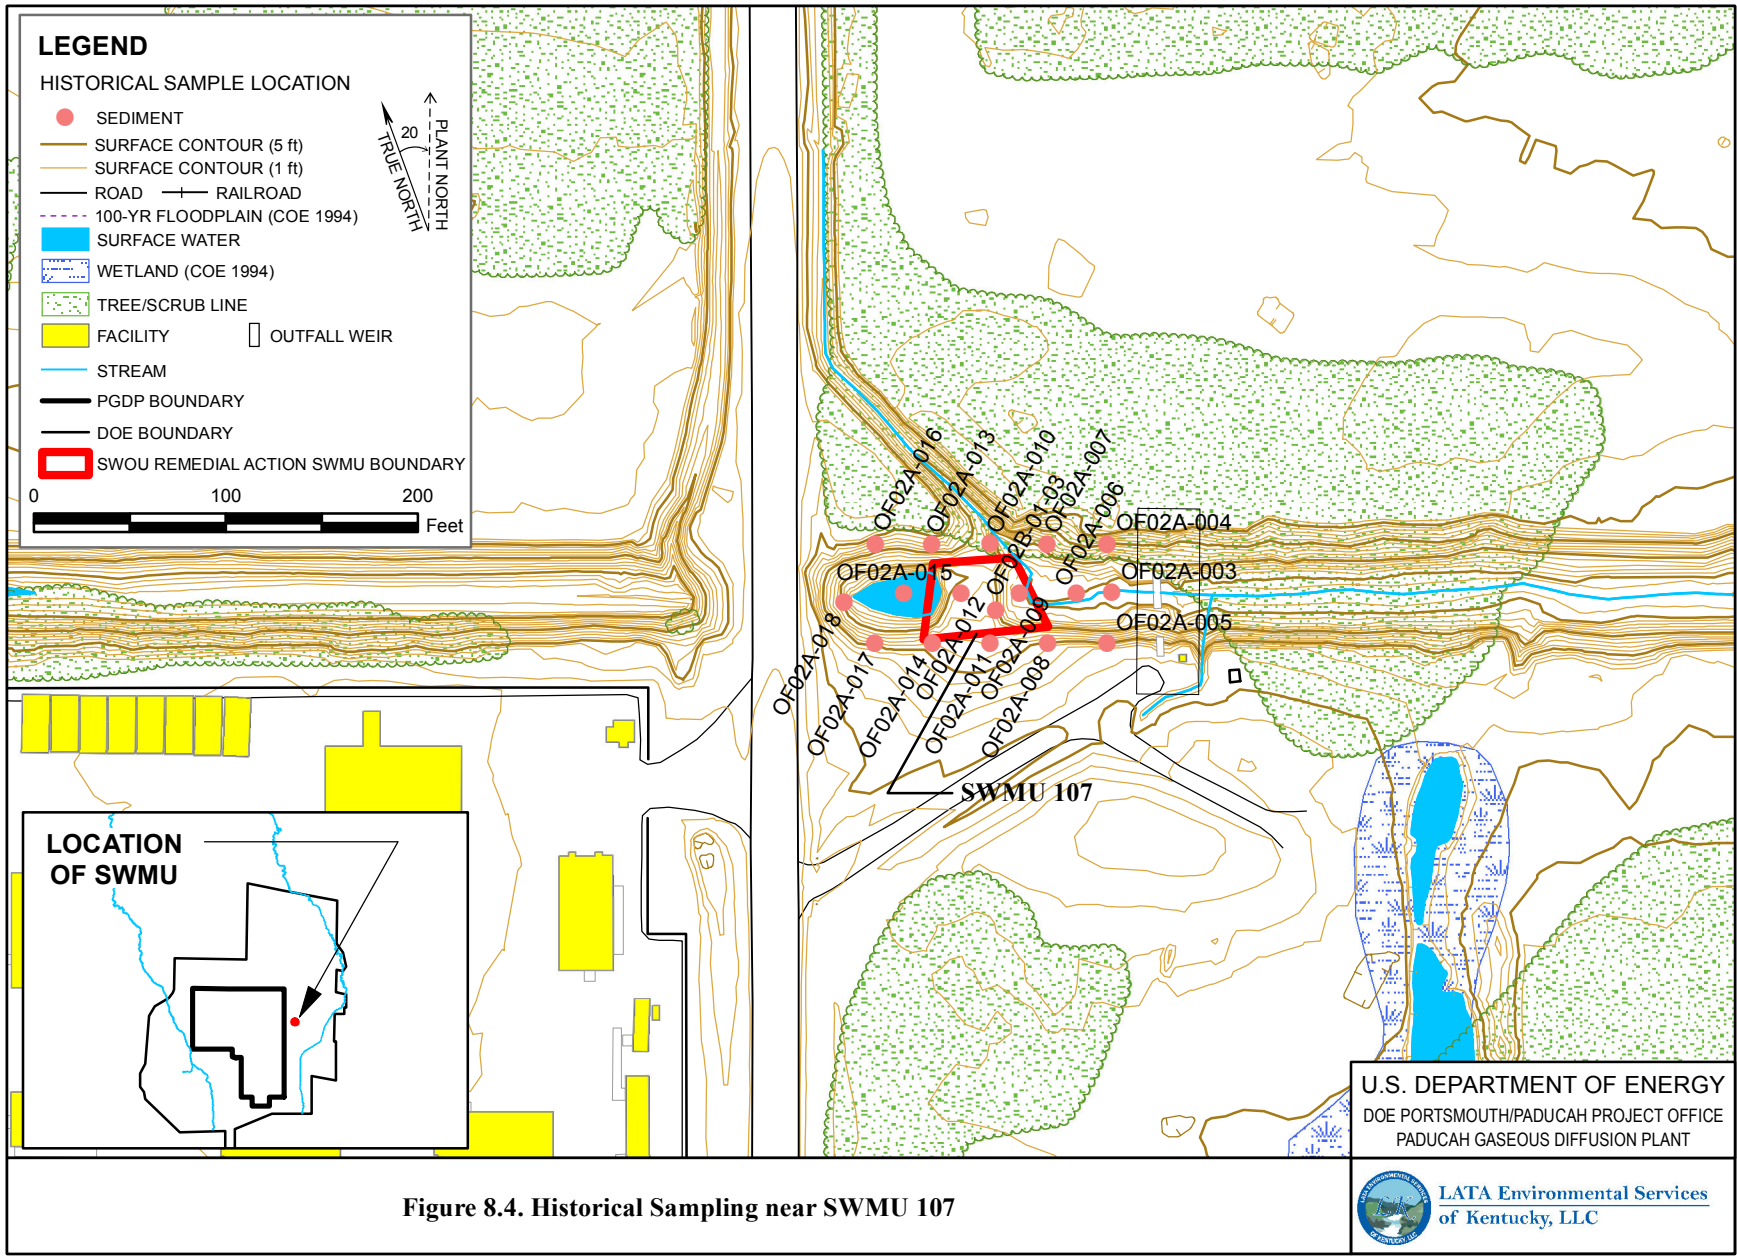 LEGEND
HISTORICAL SAMPLE LOCATION
SEDIMENT
SURFACE CONTOUR (5 ft)
SURFACE CONTOUR (1 ft)
ROAD RAILROAD
100-YR FLOODPLAIN (COE 1994)
SURFACE WATER
WETLAND (COE 1994)
TREE/SCRUB LINE
FACILITY OUTFALL WEIR
STREAM
PGDP BOUNDARY
DOE BOUNDARY
SWOU REMEDIAL ACTION SWMU BOUNDARY
0 100 200
Feet
20
TRUE NORTH
PLANT NORTH
OF02A-016
OF02A-013
OF02A-010
OF02B-01-03
OF02A-007
OF02A-006
OF02A-004
OF02A-015
OF02A-003
OF02A-005
OF02A-018
OF02A-017
OF02A-014
OF02A-012
OF02A-011
OF02A-009
OF02A-008
SWMU 107
LOCATION
OF SWMU
U.S. DEPARTMENT OF ENERGY
DOE PORTSMOUTH/PADUCAH PROJECT OFFICE
PADUCAH GASEOUS DIFFUSION PLANT
Figure 8.4. Historical Sampling near SWMU 107
LATA ENVIRONMENTAL SERVICES
OF KENTUCKY, LLC
LATA Environmental Services
of Kentucky, LLC